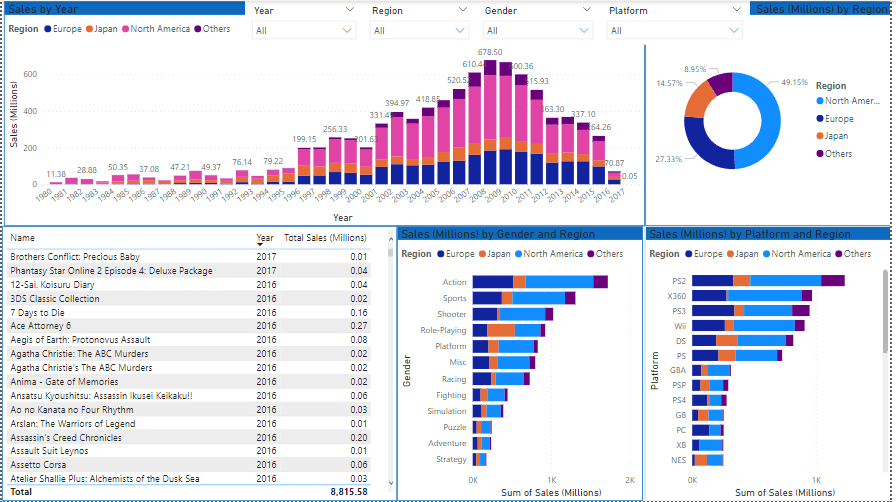 Sales by Year
Year
Region
Gender
Platform
Sales (Millions) by Region
Region Europe Japan North America Others
All
All
All
All
Sales (Millions)
600
400
200
0
11.38
28.88
50.35
37.08
47.21
49.37
76.14
79.22
199.15
256.33
201.63
394.97
418.85
678.50
600.36
515.93
363.30
337.10
264.26
70.87
0.05
1980 1981 1982 1983 1984 1985 1986 1987 1988 1989 1990 1991 1992 1993 1994 1995 1996 1997 1998 1999 2000 2001 2002 2003 2004 2005 2006 2007 2008 2009 2010 2011 2012 2013 2014 2015 2016 2017
Year
8.95%
14.57%
49.15%
27.33%
Region
North Amer...
Europe
Japan
Others
Name Year Total Sales (Millions)
Brothers Conflict: Precious Baby 2017 0.01
Phantasy Star Online 2 Episode 4: Deluxe Package 2017 0.04
12-Sai. Koisuru Diary 2016 0.04
3DS Classic Collection 2016 0.02
7 Days to Die 2016 0.16
Ace Attorney 6 2016 0.27
Aegis of Earth: Protonovus Assault 2016 0.08
Agatha Christie: The ABC Murders 2016 0.02
Agatha Christie's The ABC Murders 2016 0.02
Anima - Gate of Memories 2016 0.02
Ansatsu Kyoushitsu: Assassin Ikusei Keikaku!! 2016 0.06
Ao no Kanata no Four Rhythm 2016 0.03
Arslan: The Warriors of Legend 2016 0.01
Assassin's Creed Chronicles 2016 0.20
Assault Suit Leynos 2016 0.01
Assetto Corsa 2016 0.06
Atelier Shallie Plus: Alchemists of the Dusk Sea 2016 0.03
Total 8,815.58
Sales (Millions) by Gender and Region
Region Europe Japan North America Others
Gender
Action
Sports
Shooter
Role-Playing
Platform
Misc
Racing
Fighting
Simulation
Puzzle
Adventure
Strategy
0K 1K 2K
Sum of Sales (Millions)
Sales (Millions) by Platform and Region
Region Europe Japan North America Others
Platform
PS2
X360
PS3
Wii
DS
PS
GBA
PSP
PS4
GB
PC
XB
NES
0K 1K
Sum of Sales (Millions)